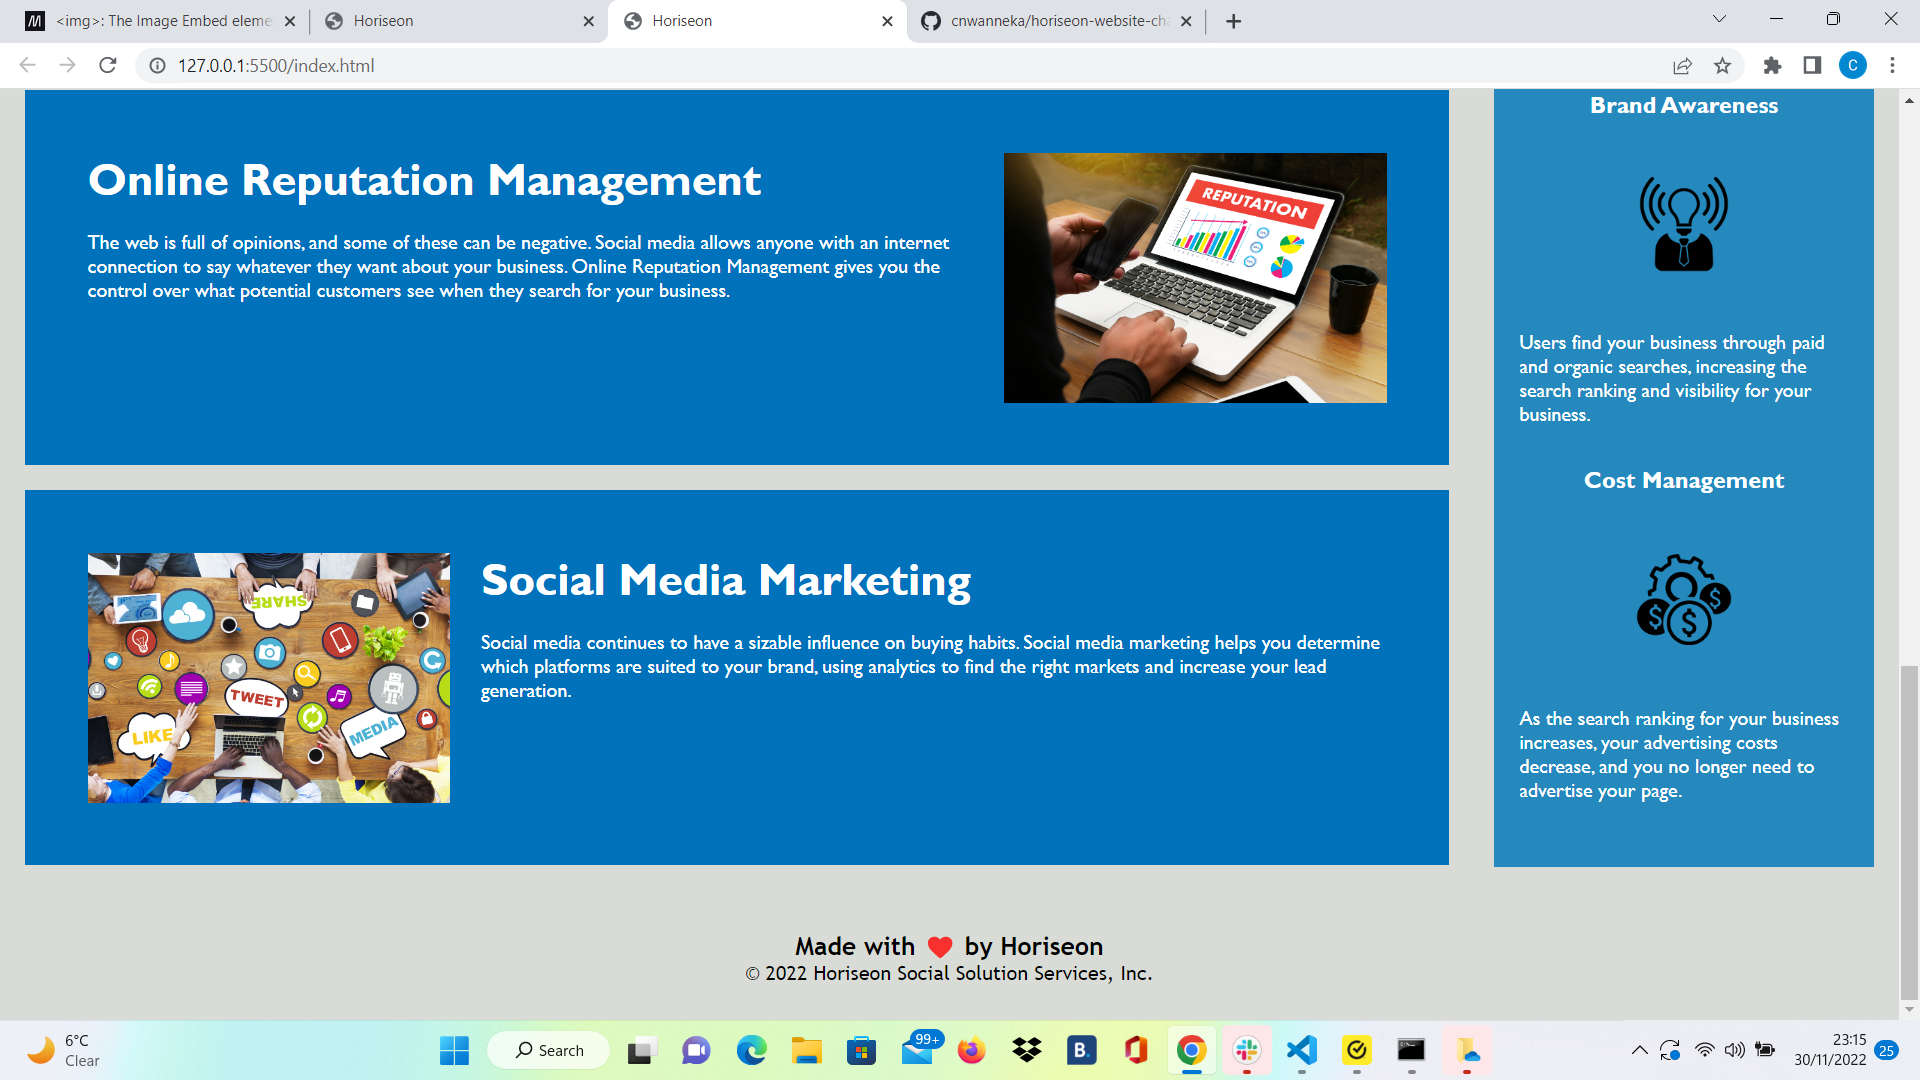 <img>: The Image Embed eleme
Horiseon
Horiseon
cnwanneka/horiseon-website-cha
127.0.0.1:5500/index.html
C
Online Reputation Management
The web is full of opinions, and some of these can be negative. Social media allows anyone with an internet
connection to say whatever they want about your business. Online Reputation Management gives you the
control over what potential customers see when they search for your business.
REPUTATION
Social Media Marketing
Social media continues to have a sizable influence on buying habits. Social media marketing helps you determine
which platforms are suited to your brand, using analytics to find the right markets and increase your lead
generation.
SHARE
TWEET
LIKE
MEDIA
Brand Awareness
Users find your business through paid
and organic searches, increasing the
search ranking and visibility for your
business.
Cost Management
$ $ $
As the search ranking for your business
increases, your advertising costs
decrease, and you no longer need to
advertise your page.
Made with ❤️ by Horiseon
© 2022 Horiseon Social Solution Services, Inc.
6°C
Clear
Search
99+
B.
23:15
30/11/2022
25